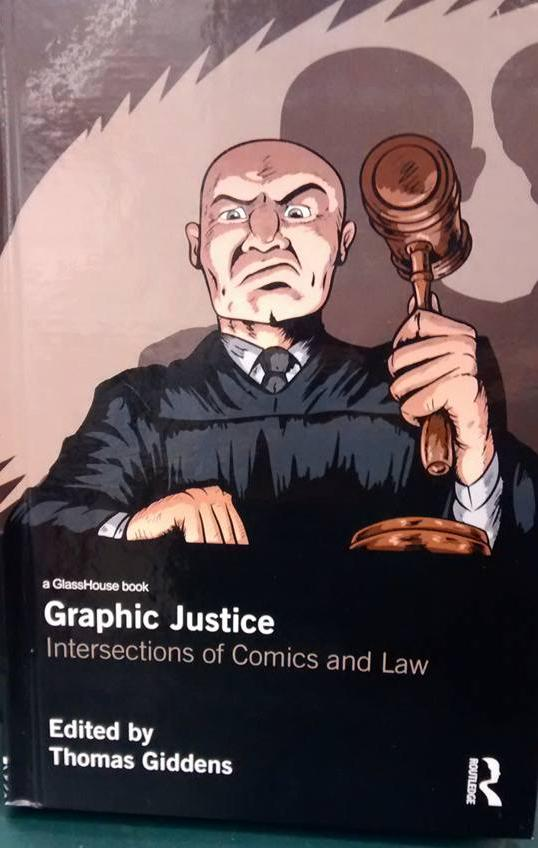 a GlassHouse book
Graphic Justice
Intersections of Comics and Law
Edited by
Thomas Giddens
ROUTLEDGE